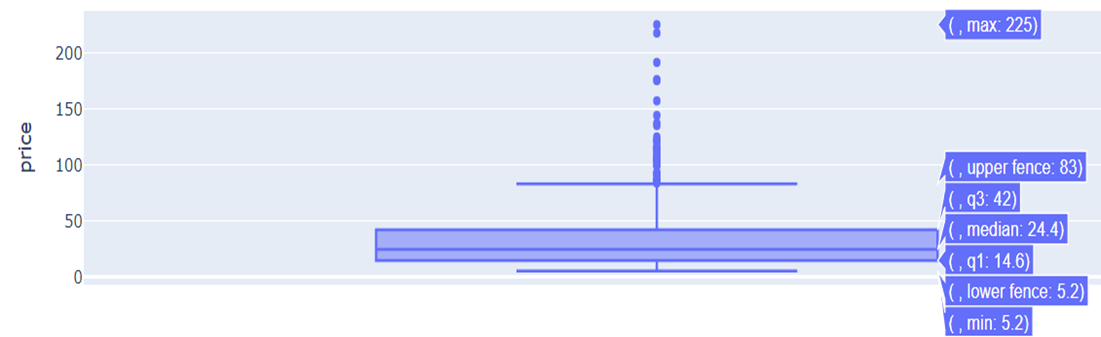 ( , max: 225)
200
150
price
100
( , upper fence: 83)
( , q3: 42)
50
( , median: 24.4)
( , q1: 14.6)
0
( , lower fence: 5.2)
( , min: 5.2)